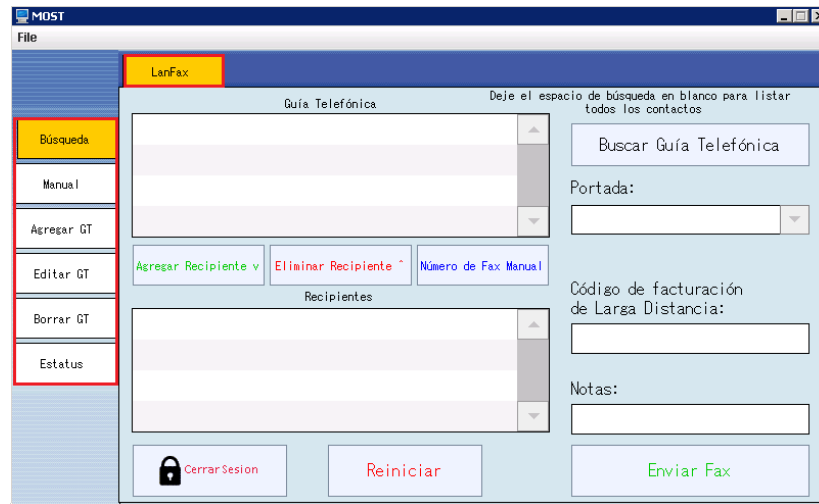 MOST
File
LanFax
Guía Telefónica
Deje el espacio de búsqueda en blanco para listar
todos los contactos
Búsqueda
Manual
Agregar GT
Editar GT
Borrar GT
Estatus
Buscar Guía Telefónica
Portada:
Agregar Recipiente v
Eliminar Recipiente ^
Número de Fax Manual
Recipientes
Código de facturación
de Larga Distancia:
Notas:
Cerrar Sesion
Reiniciar
Enviar Fax